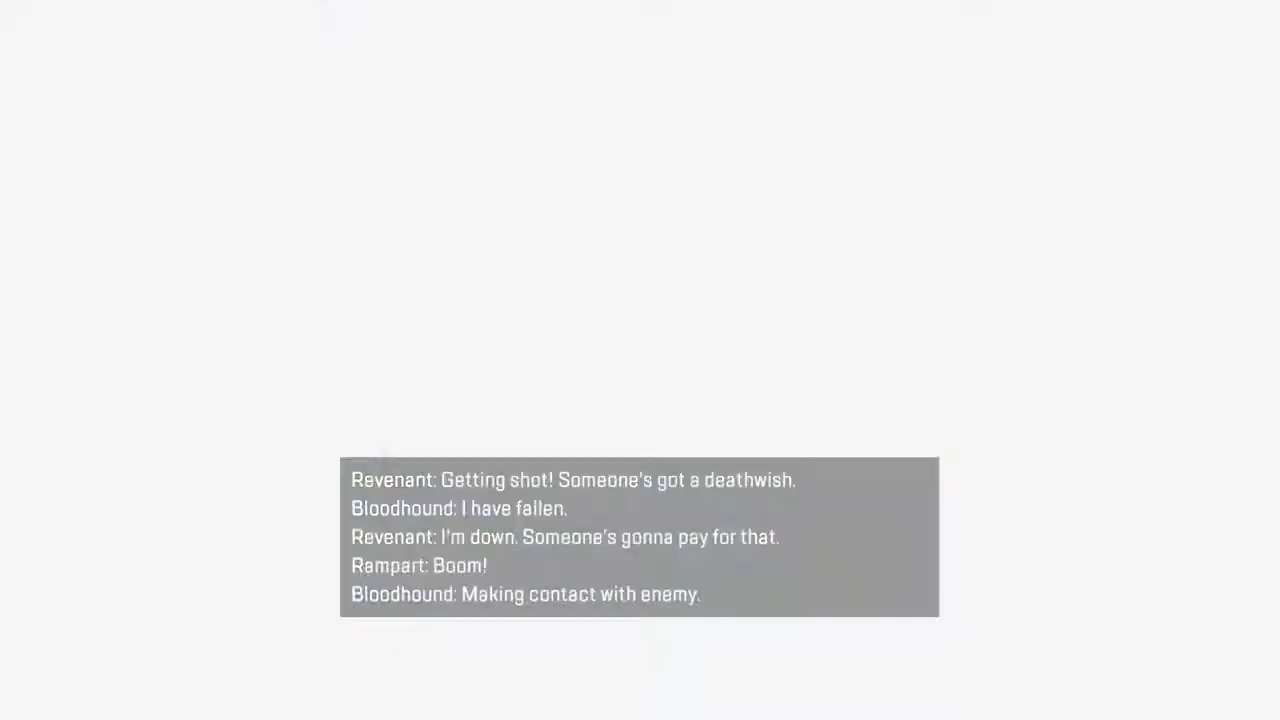 Revenant: Getting shot! Someone's got a deathwish.
Bloodhound: I have fallen.
Revenant: I'm down. Someone's gonna pay for that.
Rampart: Boom!
Bloodhound: Making contact with enemy.